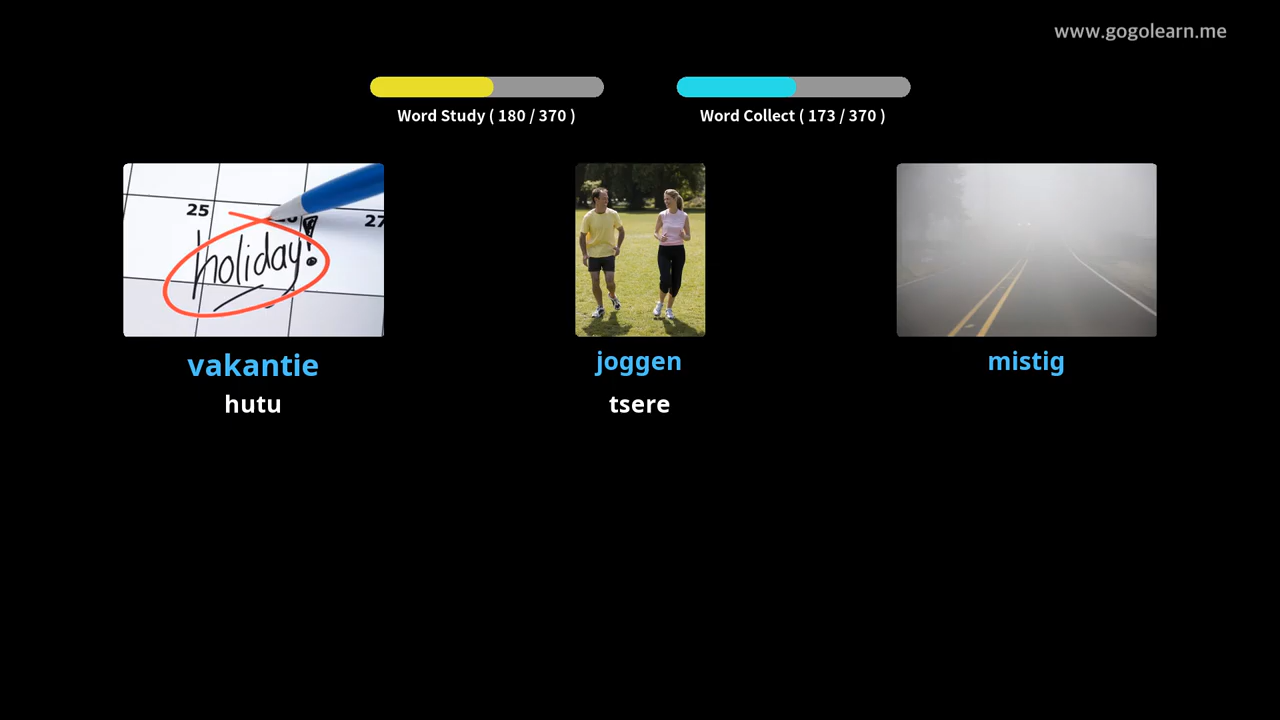 www.gogolearn.me
Word Study ( 180 / 370 )
Word Collect ( 173 / 370 )
25
27
holiday!
vakantie
joggen
mistig
hutu
tsere